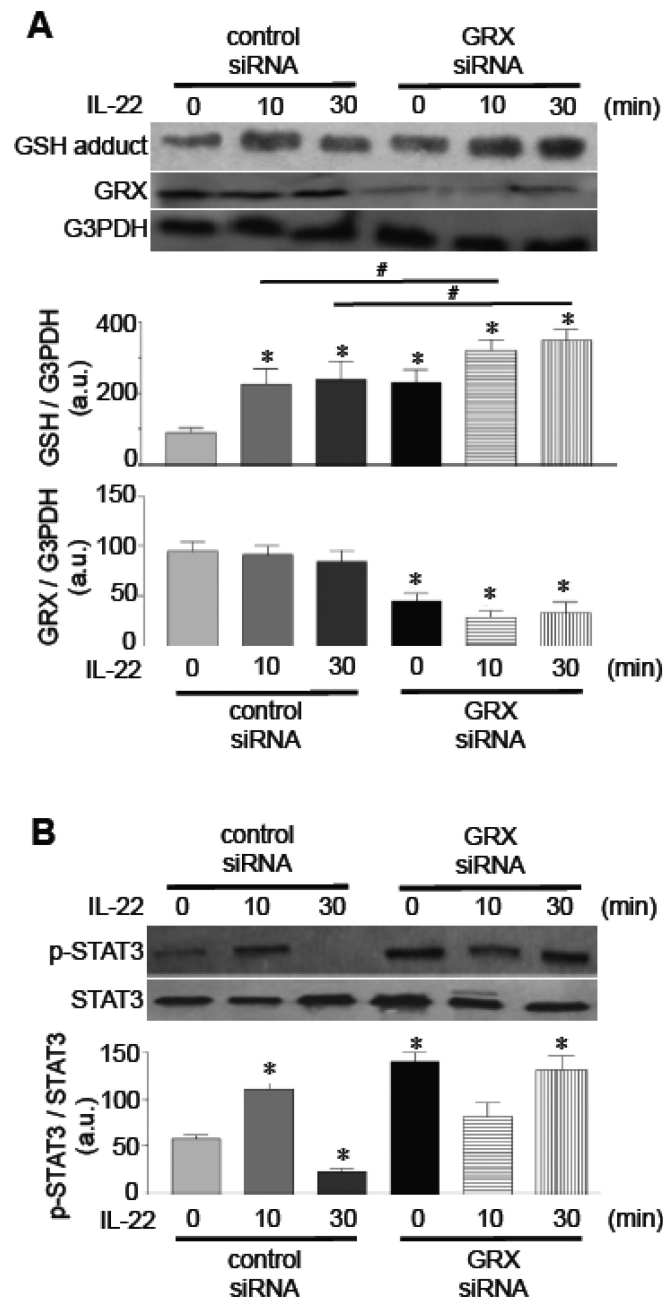 A
control
siRNA
GRX
siRNA
IL-22 0 10 30 0 10 30 (min)
GSH adduct
GRX
G3PDH
#
#
GSH / G3PDH
(a.u.)
400
200
0
* * * * *
GRX / G3PDH
(a.u.)
150
100
50
0
* * *
IL-22 0 10 30 0 10 30 (min)
control
siRNA
GRX
siRNA
B
control
siRNA
GRX
siRNA
IL-22 0 10 30 0 10 30 (min)
p-STAT3
STAT3
p-STAT3 / STAT3
(a.u.)
150
100
50
0
* * * *
IL-22 0 10 30 0 10 30 (min)
control
siRNA
GRX
siRNA